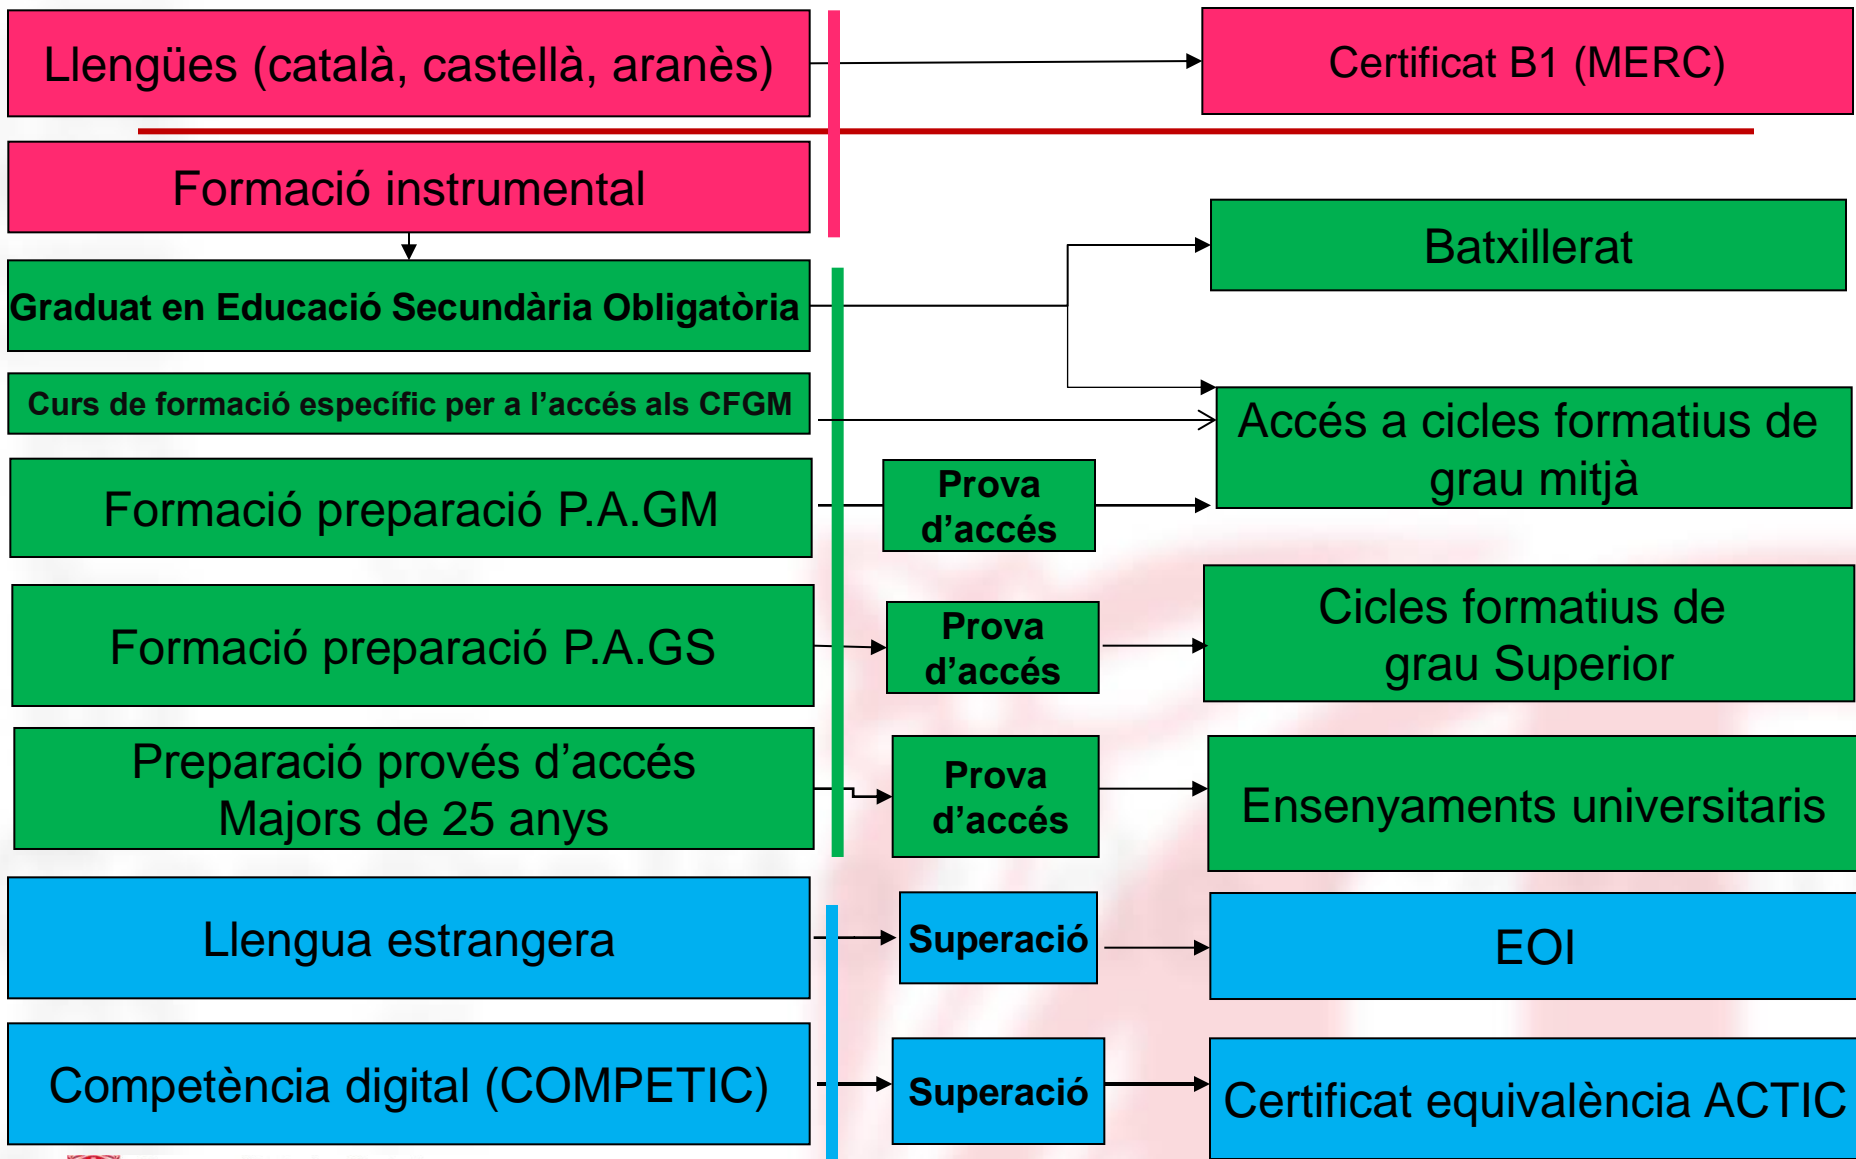 Llengües (català, castellà, aranès)
Certificat B1 (MERC)
Formació instrumental
Batxillerat
Graduat en Educació Secundària Obligatòria
Curs de formació específic per a l’accés als CFGM
Accés a cicles formatius de
grau mitjà
Formació preparació P.A.GM
Prova
d’accés
Formació preparació P.A.GS
Prova
d’accés
Cicles formatius de
grau Superior
Preparació provés d’accés
Majors de 25 anys
Prova
d’accés
Ensenyaments universitaris
Llengua estrangera
Superació
EOI
Competència digital (COMPETIC)
Superació
Certificat equivalència ACTIC